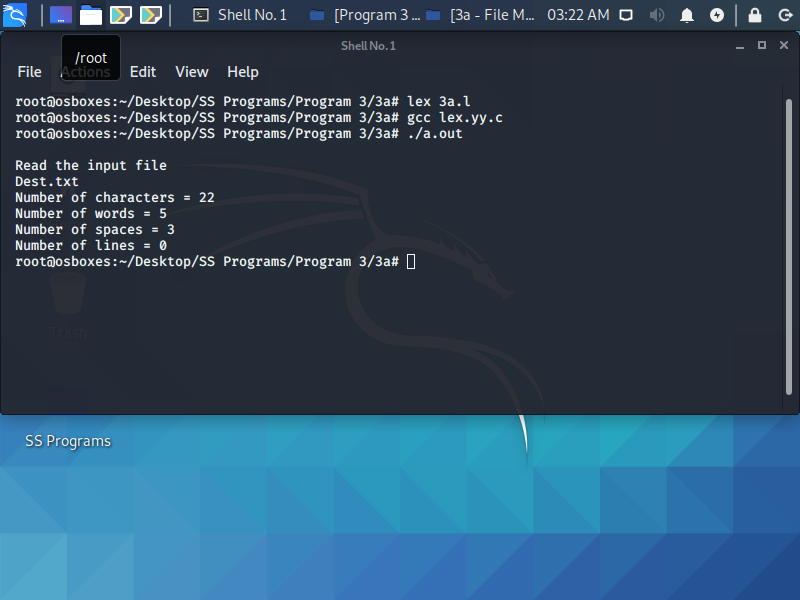 Shell No. 1
[Program 3 ...
[3a - File M...
03:22 AM
Shell No. 1
/root
File
Actions
Edit
View
Help
root@osboxes:~/Desktop/SS Programs/Program 3/3a# lex 3a.l
root@osboxes:~/Desktop/SS Programs/Program 3/3a# gcc lex.yy.c
root@osboxes:~/Desktop/SS Programs/Program 3/3a# ./a.out
Read the input file
Dest.txt
Number of characters = 22
Number of words = 5
Number of spaces = 3
Number of lines = 0
root@osboxes:~/Desktop/SS Programs/Program 3/3a#
Trash
SS Programs